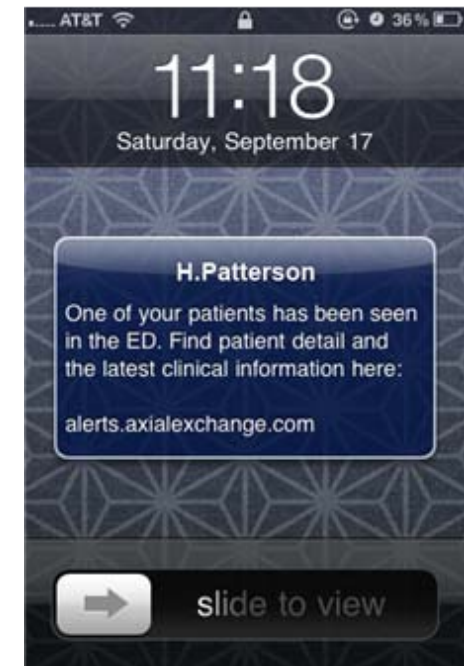 AT&T 36%
11:18
Saturday, September 17
H.Patterson
One of your patients has been seen
in the ED. Find patient detail and
the latest clinical information here:
alerts.axialexchange.com
slide to view